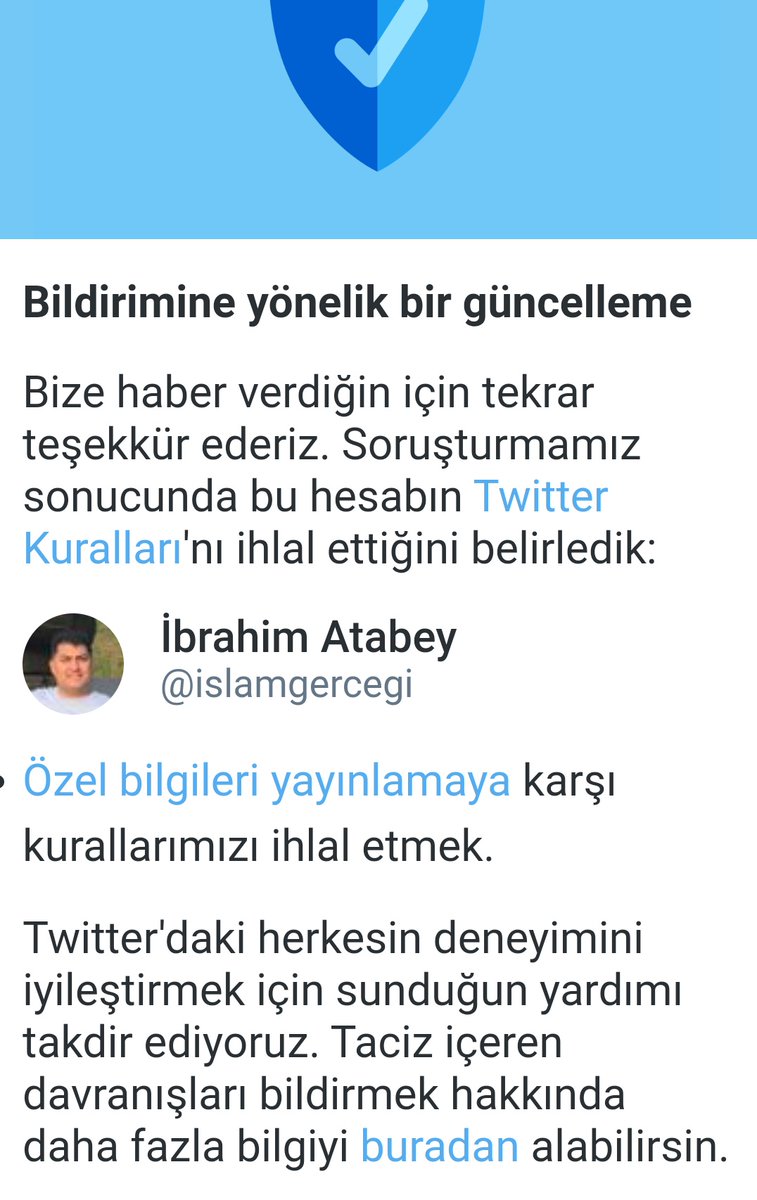 Bildirimine yönelik bir güncelleme
Bize haber verdiğin için tekrar
teşekkür ederiz. Soruşturmamız
sonucunda bu hesabın Twitter
Kuralları'nı ihlal ettiğini belirledik:
İbrahim Atabey
@islamgercegi
• Özel bilgileri yayınlamaya karşı
kurallarımızı ihlal etmek.
Twitter'daki herkesin deneyimini
iyileştirmek için sunduğun yardımı
takdir ediyoruz. Taciz içeren
davranışları bildirmek hakkında
daha fazla bilgiyi buradan alabilirsin.